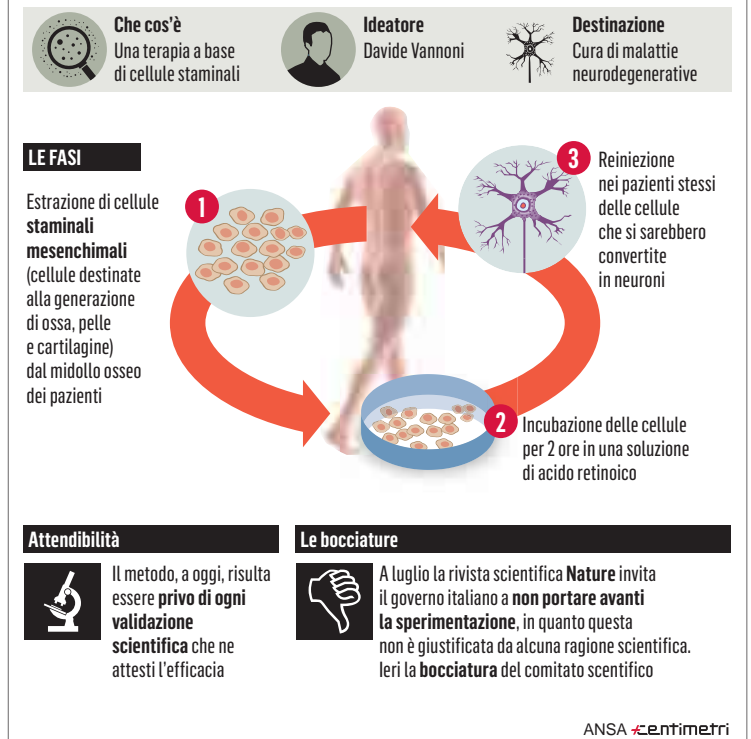 Che cos'è
Una terapia a base
di cellule staminali
Ideatore
Davide Vannoni
Destinazione
Cura di malattie
neurodegenerative
LE FASI
1
Estrazione di cellule
staminali
mesenchimali
(cellule destinate
alla generazione
di ossa, pelle
e cartilagine)
dal midollo osseo
dei pazienti
2
Incubazione delle cellule
per 2 ore in una soluzione
di acido retinoico
3
Reiniezione
nei pazienti stessi
delle cellule
che si sarebbero
convertite
in neuroni
Attendibilità
Il metodo, a oggi, risulta
essere privo di ogni
validazione
scientifica che ne
attesti l'efficacia
Le bocciature
A luglio la rivista scientifica Nature invita
il governo italiano a non portare avanti
la sperimentazione, in quanto questa
non è giustificata da alcuna ragione scientifica.
Ieri la bocciatura del comitato scentifico
ANSA centimetri